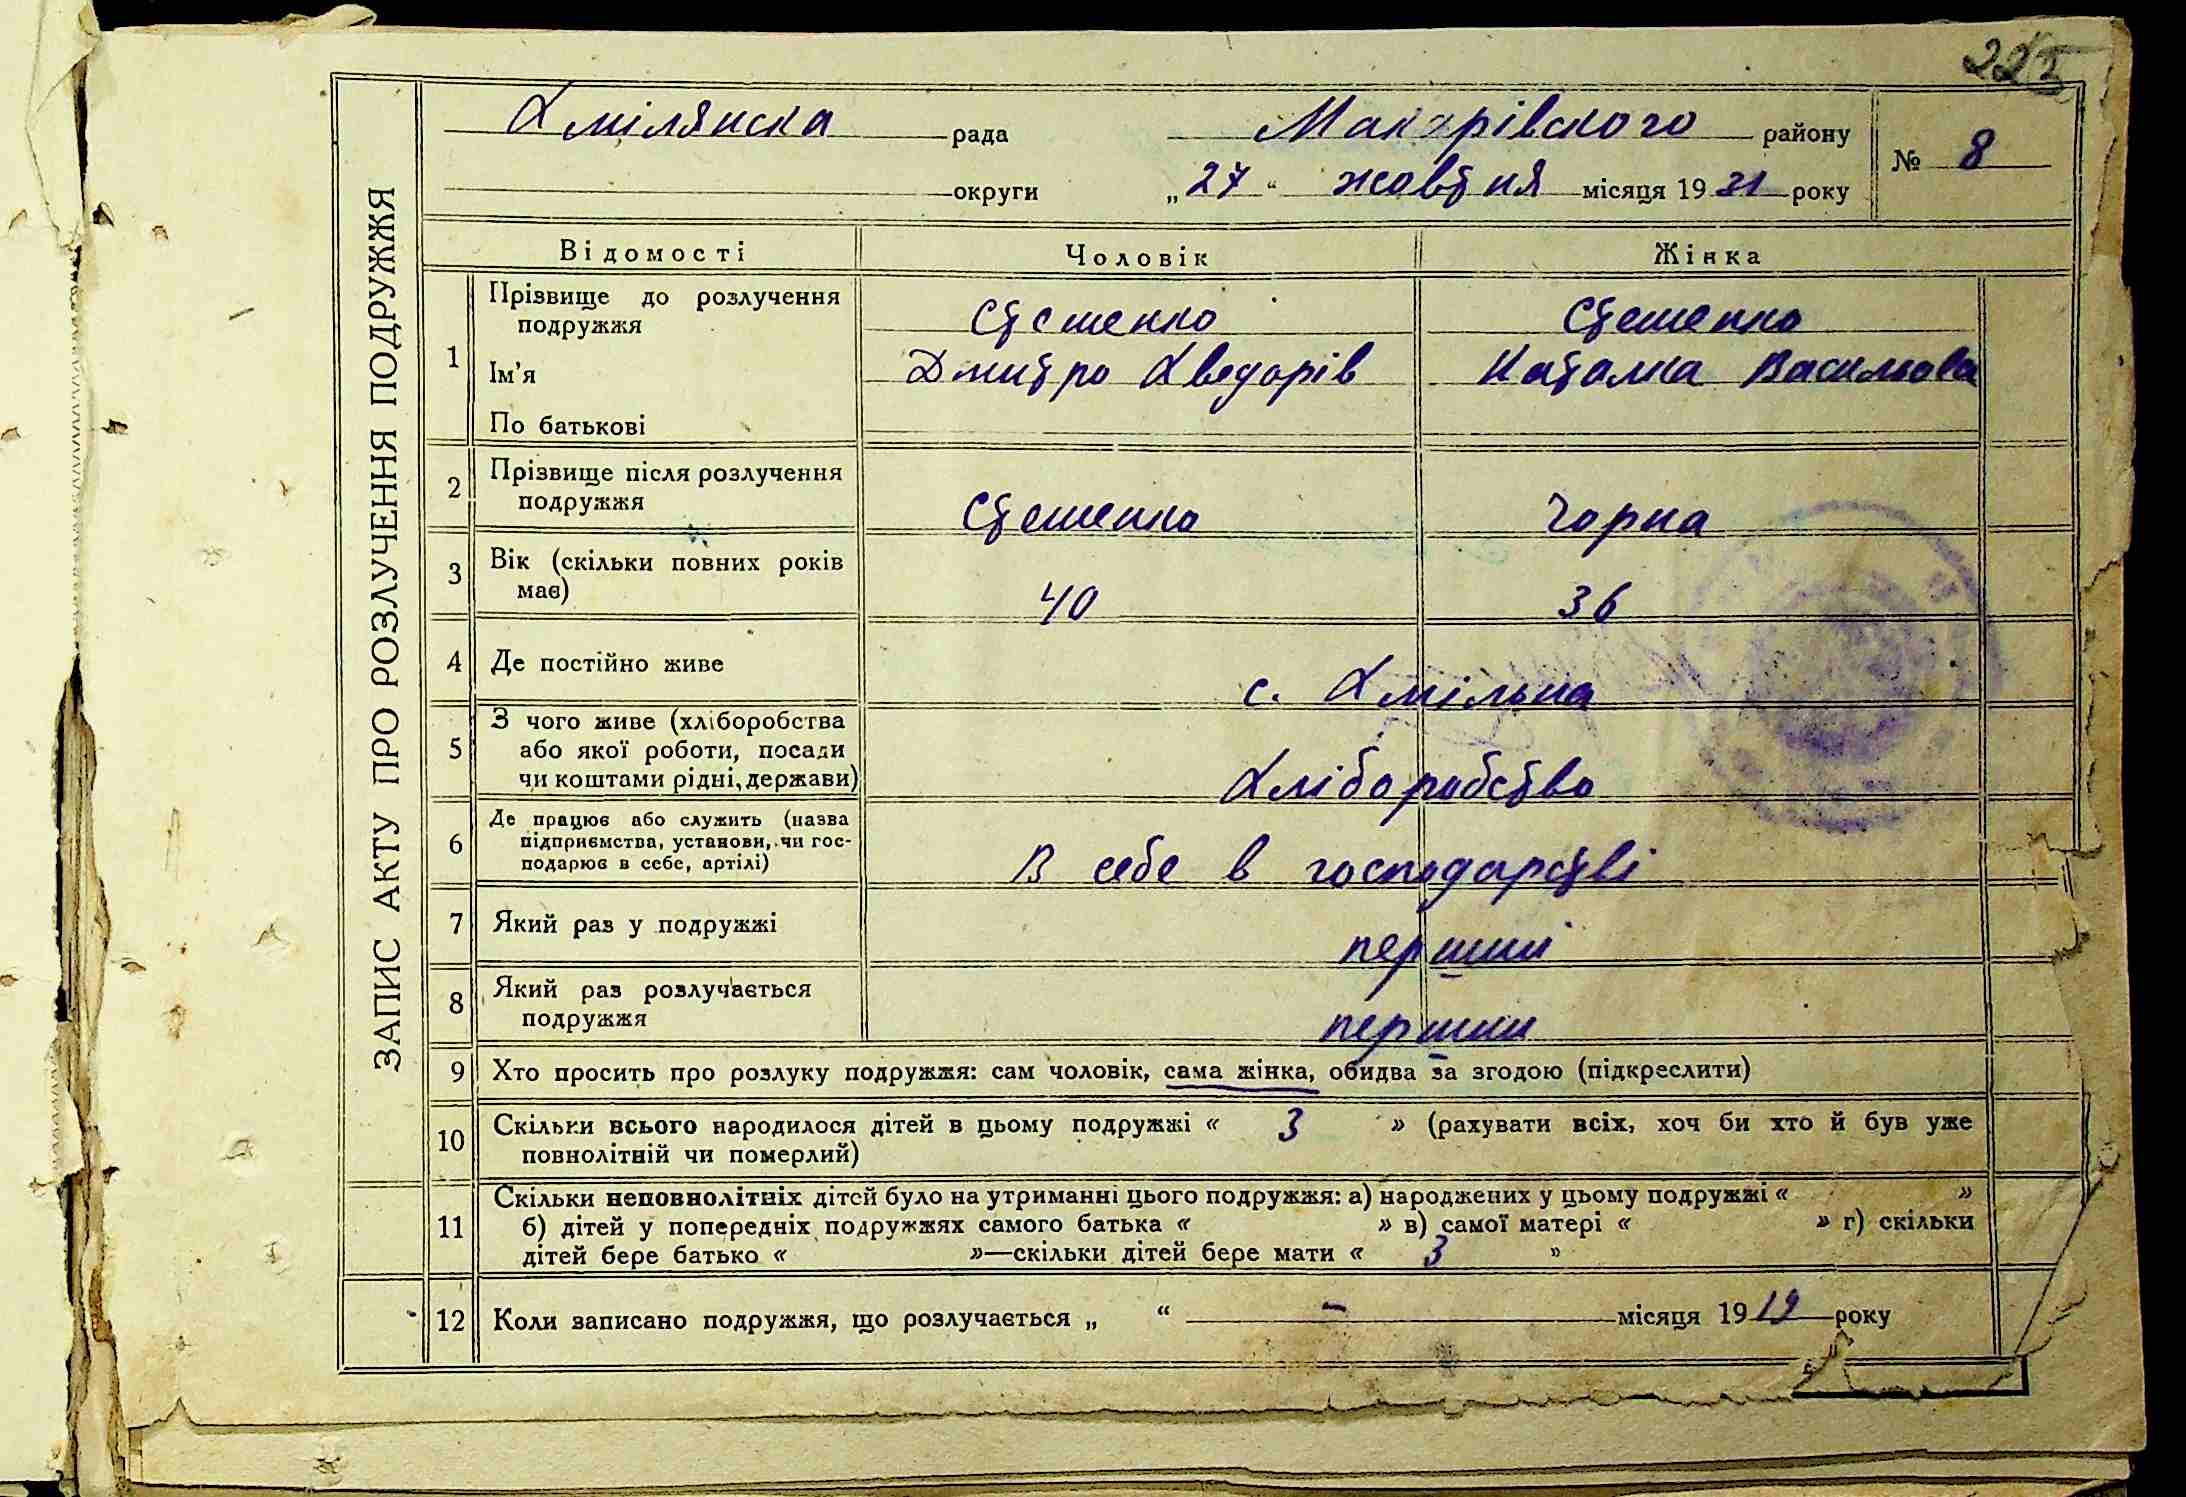 225
ЗАПИС АКТУ ПРО РОЗЛУЧЕННЯ ПОДРУЖЖЯ
Хмілянска рада Макарівского району № 8
округи „27“ жовтня місяця 1931 року
Відомості Чоловік Жінка
1 Прізвище до розлучення Стешенко Стешенко
подружжя
Ім'я Дмитро Хведорів Наталка Василова
По батькові
2 Прізвище після розлучення
подружжя Стешенко Чорна
3 Вік (скільки повних років
має) 40 36
4 Де постійно живе с. Хмільна
5 З чого живе (хліборобства
або якої роботи, посади
чи коштами рідні, держави) Хліборобство
6 Де працює або служить (назва
підприємства, установи, чи гос-
подарює в себе, артілі) В себе в господарстві
7 Який раз у подружжі перший
8 Який раз розлучається
подружжя перший
9 Хто просить про розлуку подружжя: сам чоловік, сама жінка, обидва за згодою (підкреслити)
10 Скільки всього народилося дітей в цьому подружжі « 3 » (рахувати всіх, хоч би хто й був уже
повнолітній чи померлий)
11 Скільки неповнолітніх дітей було на утриманні цього подружжя: а) народжених у цьому подружжі « »
б) дітей у попередніх подружжях самого батька « » в) самої матері « » г) скільки
дітей бере батько « »—скільки дітей бере мати « 3 »
12 Коли записано подружжя, що розлучається „ “ - місяця 1919 року